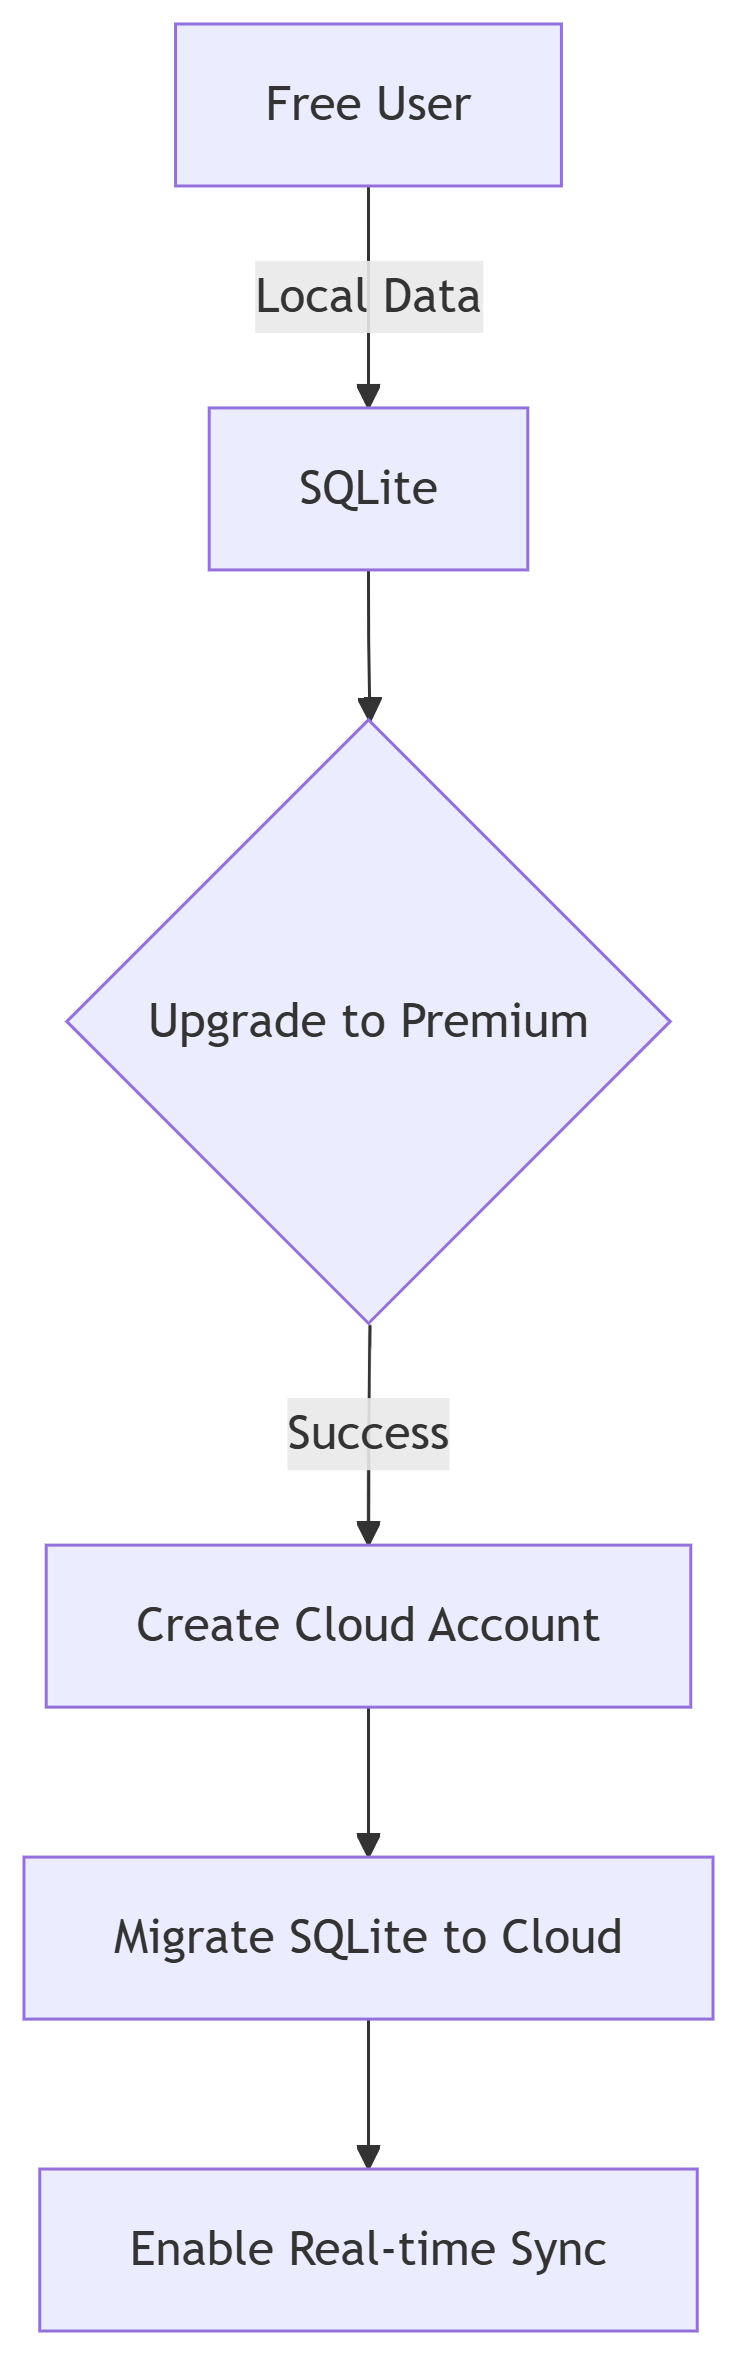 Free User
Local Data
SQLite
Upgrade to Premium
Success
Create Cloud Account
Migrate SQLite to Cloud
Enable Real-time Sync